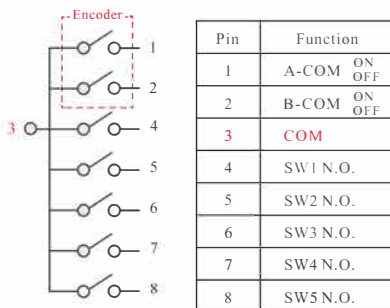 Encoder
1
2
3
4
5
6
7
8
Pin Function
1 A-COM ON OFF
2 B-COM ON OFF
3 COM
4 SW1 N.O.
5 SW2 N.O.
6 SW3 N.O.
7 SW4 N.O.
8 SW5 N.O.